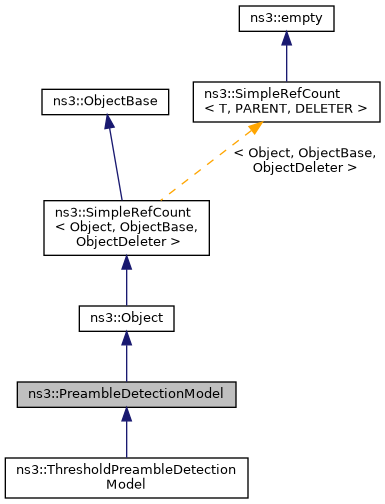 ns3::empty
ns3::SimpleRefCount
< T, PARENT, DELETER >
ns3::ObjectBase
< Object, ObjectBase,
ObjectDeleter >
ns3::SimpleRefCount
< Object, ObjectBase,
ObjectDeleter >
ns3::Object
ns3::PreambleDetectionModel
ns3::ThresholdPreambleDetection
Model